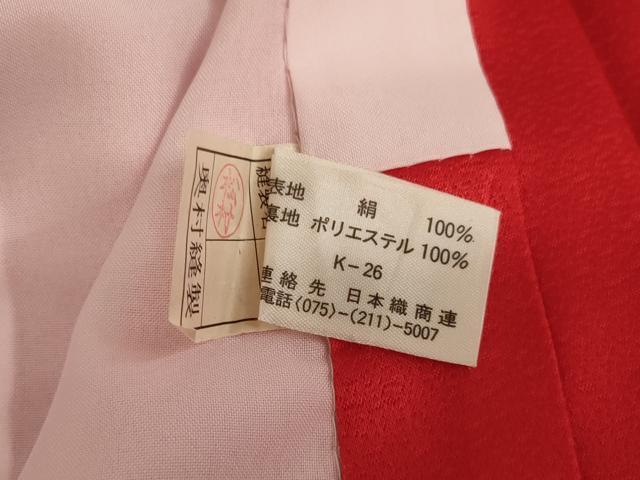 表地 絹 100%
裏地 ポリエステル 100%
K-26
連絡先 日本織商連
電話〈075〉-(211)-5007
奥村縫製